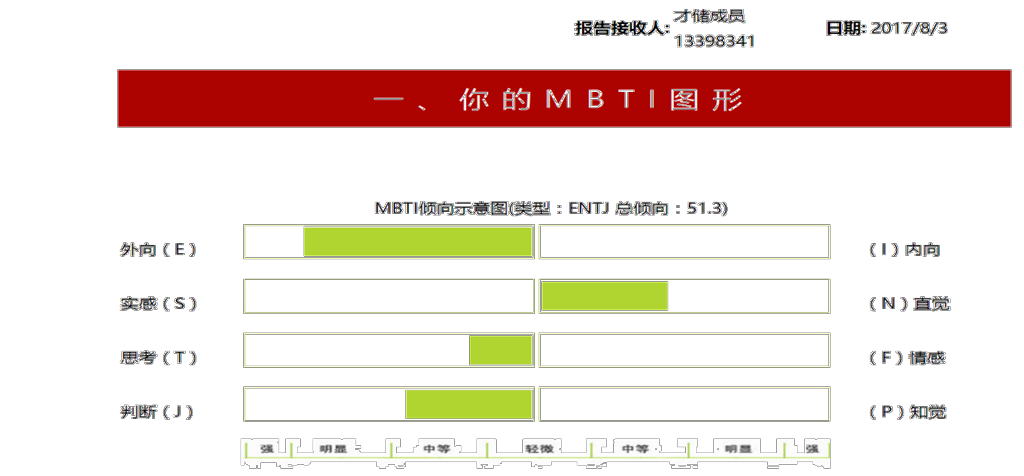 报告接收人: 才储成员 日期: 2017/8/3
13398341
一、你的MBTI图形
MBTI倾向示意图(类型：ENTJ 总倾向：51.3)
外向（E） （I）内向
实感（S） （N）直觉
思考（T） （F）情感
判断（J） （P）知觉
强 明显 中等 轻微 中等 明显 强